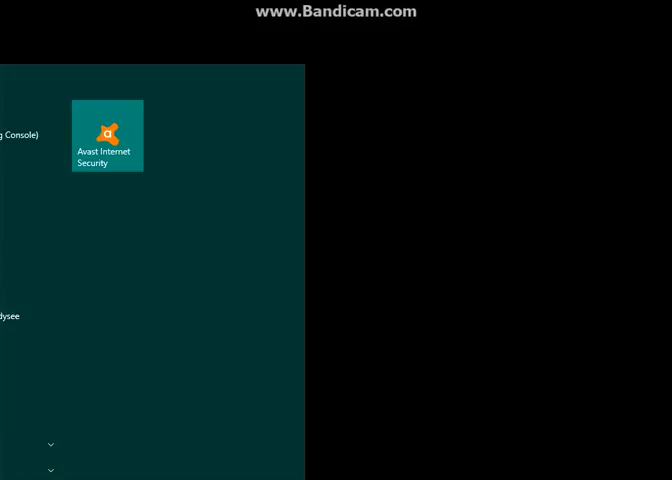 www.Bandicam.com
g Console)
Avast Internet
Security
dysee